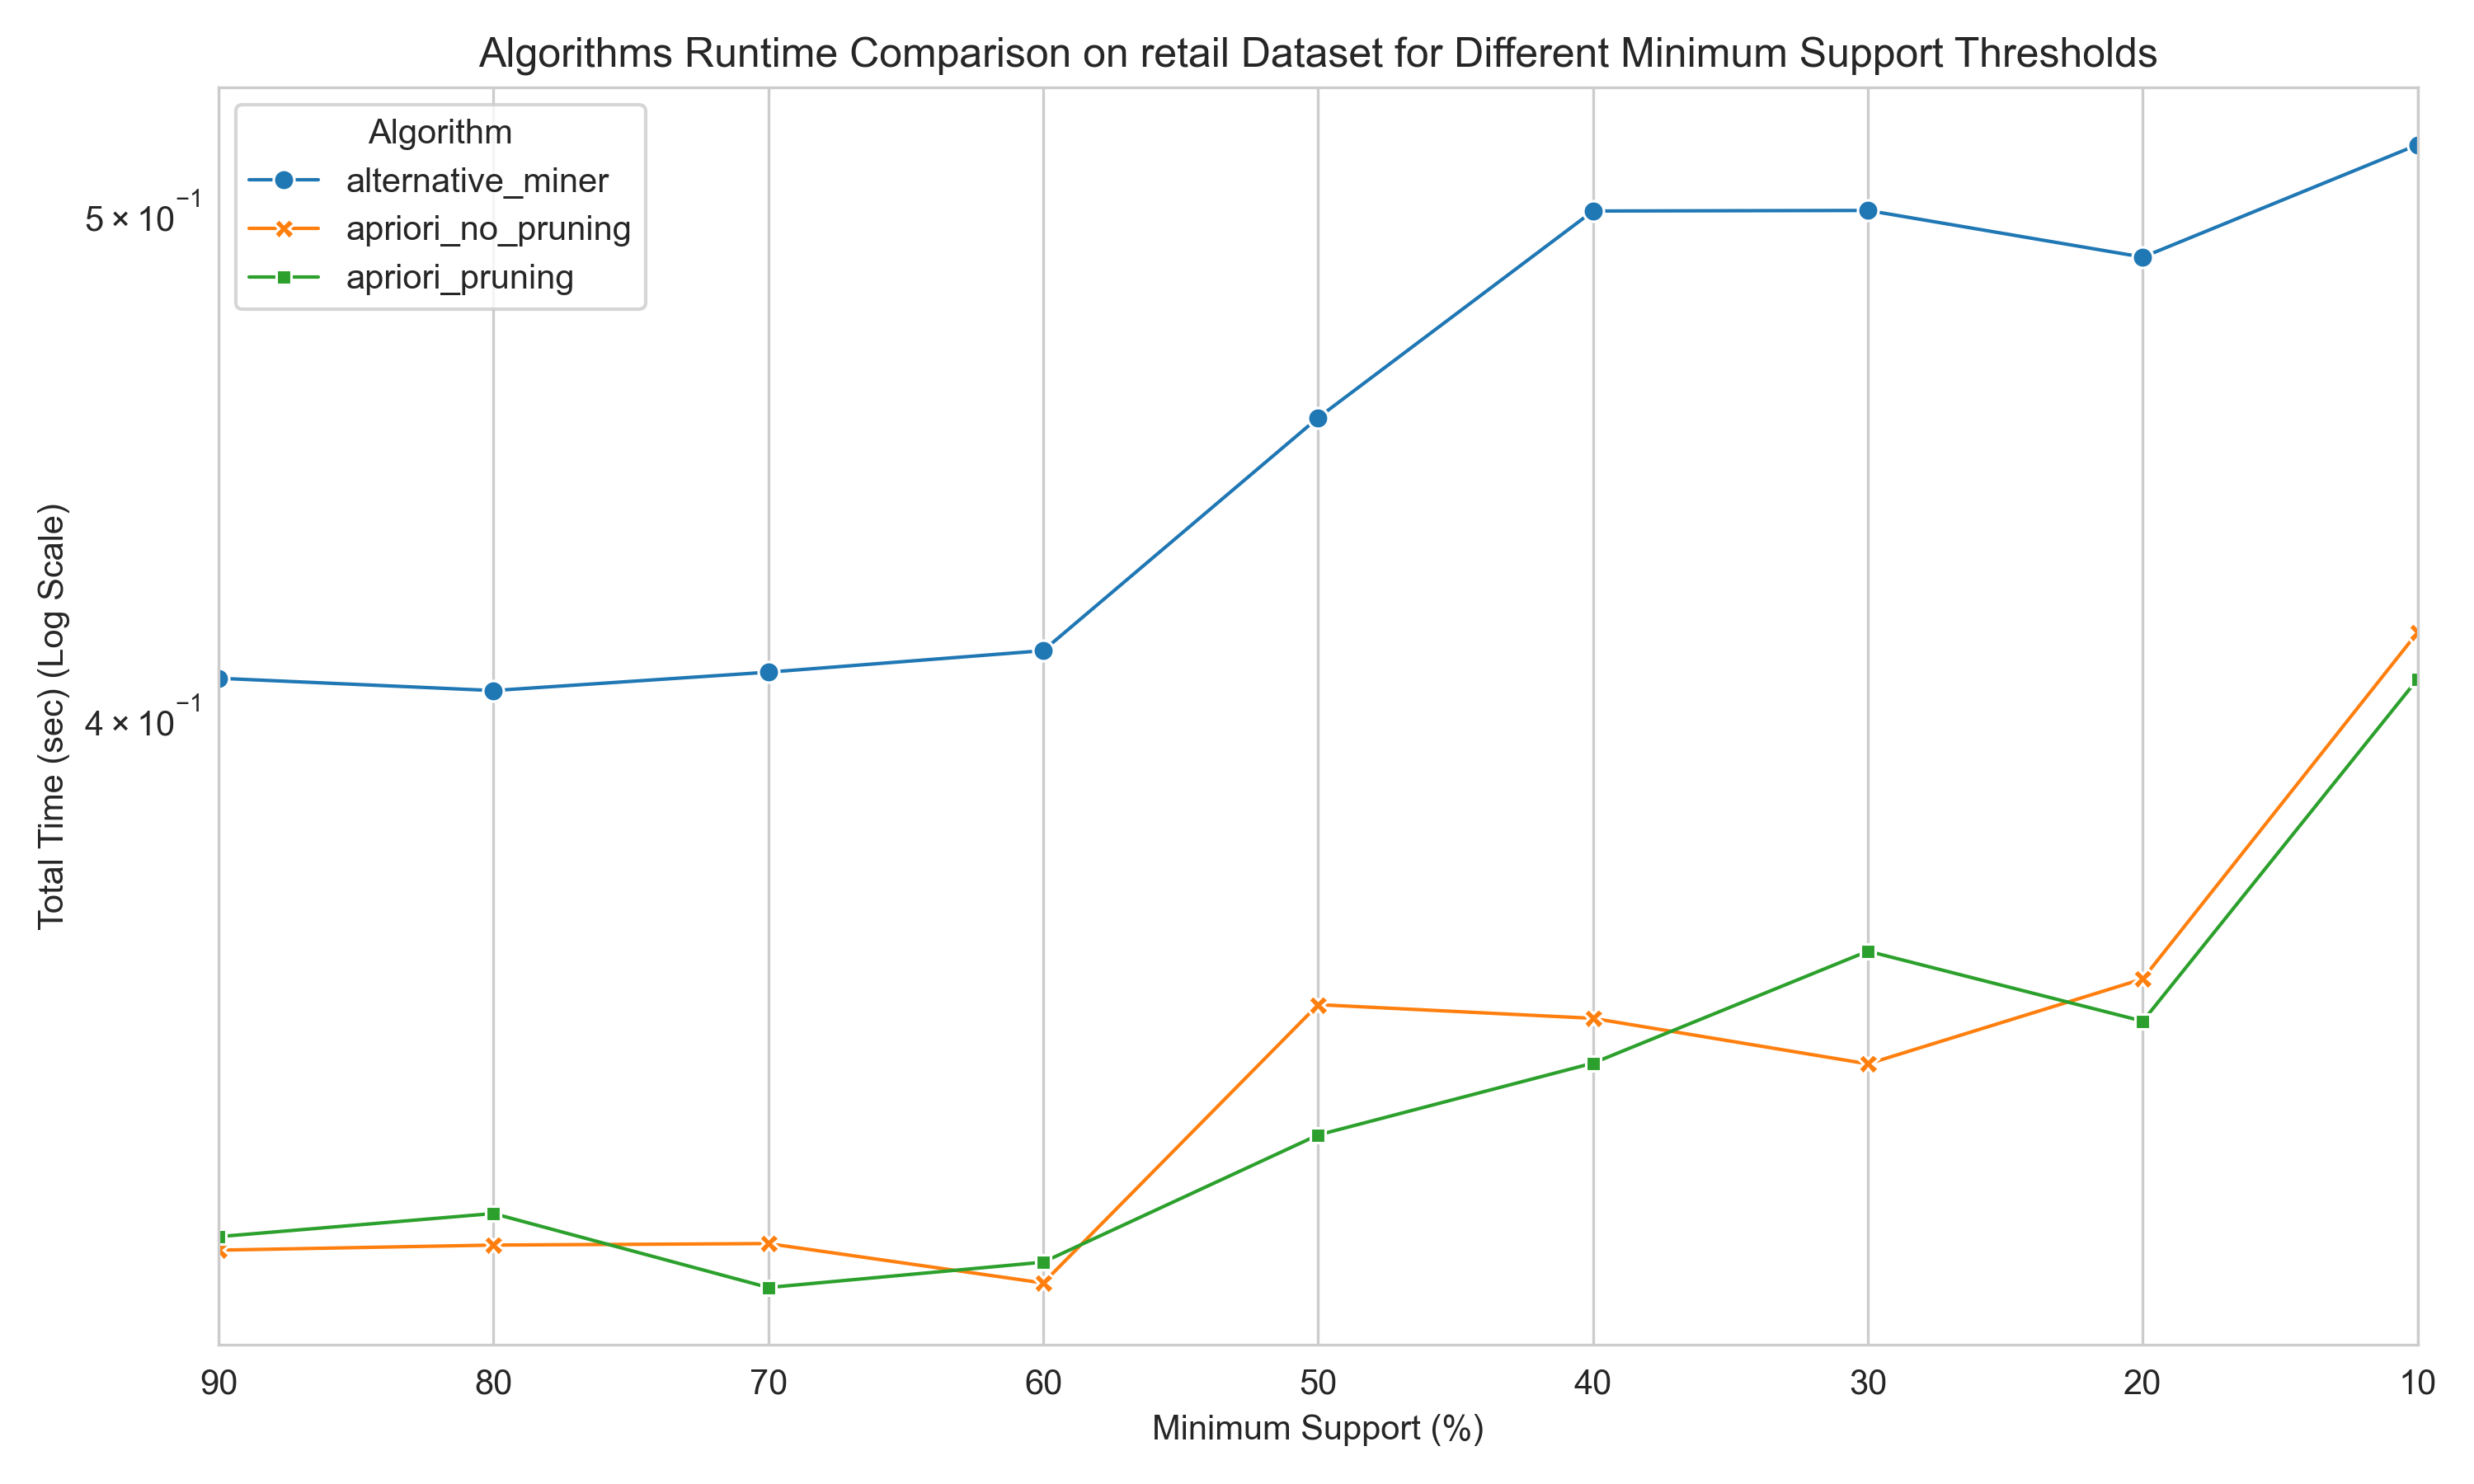 Algorithms Runtime Comparison on retail Dataset for Different Minimum Support Thresholds
Algorithm
alternative_miner
apriori_no_pruning
apriori_pruning
5 × 10⁻¹
4 × 10⁻¹
Total Time (sec) (Log Scale)
90 80 70 60 50 40 30 20 10
Minimum Support (%)